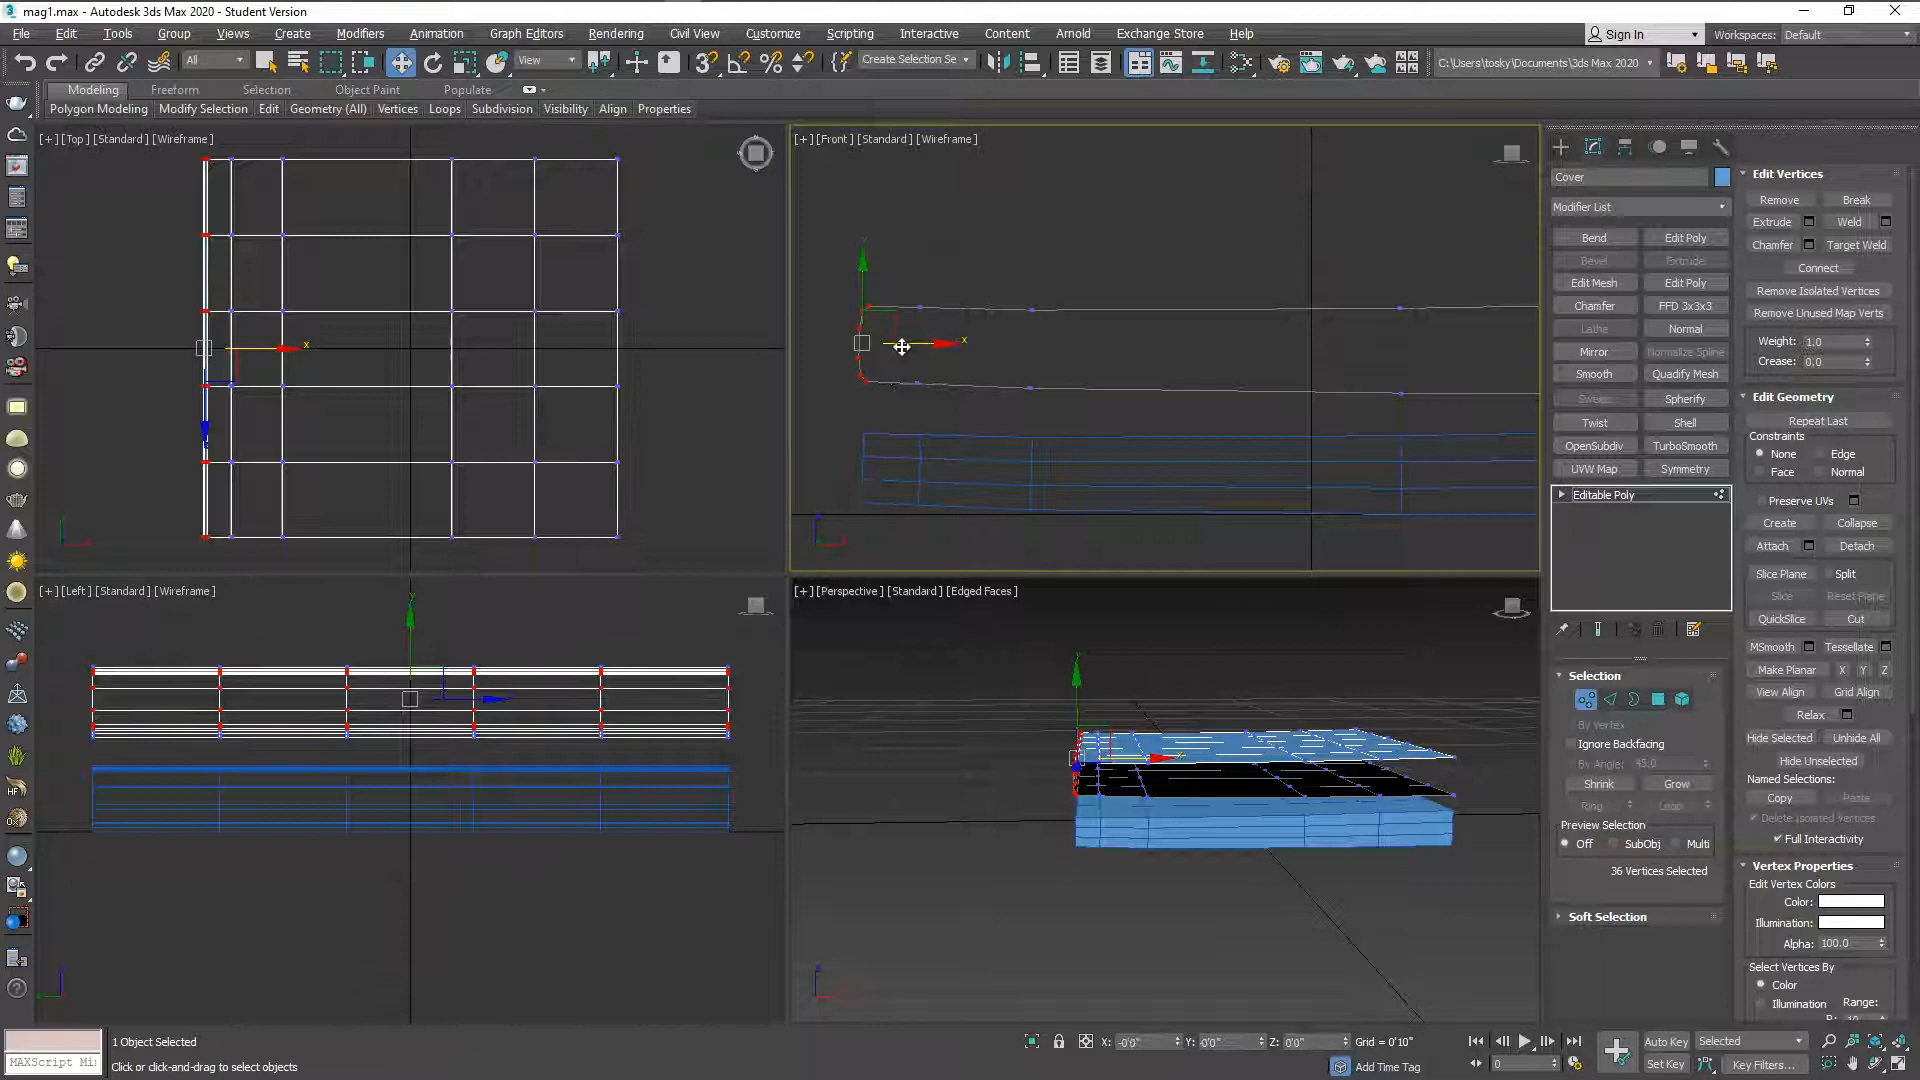 mag1.max - Autodesk 3ds Max 2020 - Student Version
File Edit Tools Group Views Create Modifiers Animation Graph Editors Rendering Civil View Customize Scripting Interactive Content Arnold Exchange Store Help
Sign In Workspaces: Default
All View Create Selection Se C:\Users\tosky\Documents\3ds Max 2020
Modeling Freeform Selection Object Paint Populate
Polygon Modeling Modify Selection Edit Geometry (All) Vertices Loops Subdivision Visibility Align Properties
[+] [Top] [Standard] [Wireframe]
[+] [Front] [Standard] [Wireframe]
[+] [Left] [Standard] [Wireframe]
[+] [Perspective] [Standard] [Edged Faces]
Cover
Modifier List
Bend Edit Poly
Bevel Extrude
Edit Mesh Edit Poly
Chamfer FFD 3x3x3
Lathe Normal
Mirror Normalize Spline
Smooth Quadify Mesh
Sweep Spherify
Twist Shell
OpenSubdiv TurboSmooth
UVW Map Symmetry
Editable Poly
Selection
By Vertex
Ignore Backfacing
By Angle: 45.0
Shrink Grow
Ring Loop
Preview Selection
Off SubObj Multi
36 Vertices Selected
Soft Selection
Edit Vertices
Remove Break
Extrude Weld
Chamfer Target Weld
Connect
Remove Isolated Vertices
Remove Unused Map Verts
Weight: 1.0
Crease: 0.0
Edit Geometry
Repeat Last
Constraints
None Edge
Face Normal
Preserve UVs
Create Collapse
Attach Detach
Slice Plane Split
Slice Reset Plane
QuickSlice Cut
MSmooth Tessellate
Make Planar X Y Z
View Align Grid Align
Relax
Hide Selected Unhide All
Hide Unselected
Named Selections:
Copy Paste
Delete Isolated Vertices
Full Interactivity
Vertex Properties
Edit Vertex Colors
Color:
Illumination:
Alpha: 100.0
Select Vertices By
Color
Illumination Range:
1 Object Selected
X: -0'0" Y: -0'0" Z: 0'0" Grid = 0'10"
Auto Key Selected
MAXScript Mi
Click or click-and-drag to select objects
Add Time Tag
0
Set Key Key Filters...